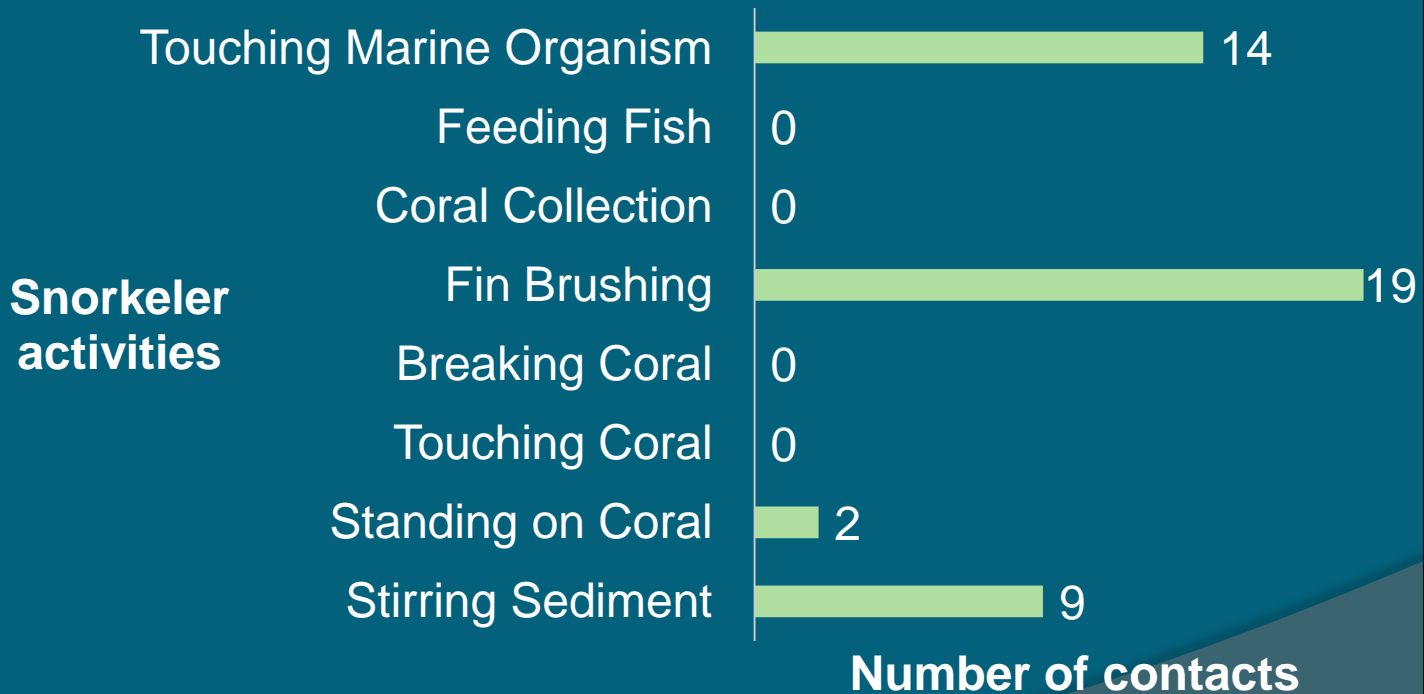 Touching Marine Organism 14
Feeding Fish 0
Coral Collection 0
Fin Brushing 19
Snorkeler
activities
Breaking Coral 0
Touching Coral 0
Standing on Coral 2
Stirring Sediment 9
Number of contacts